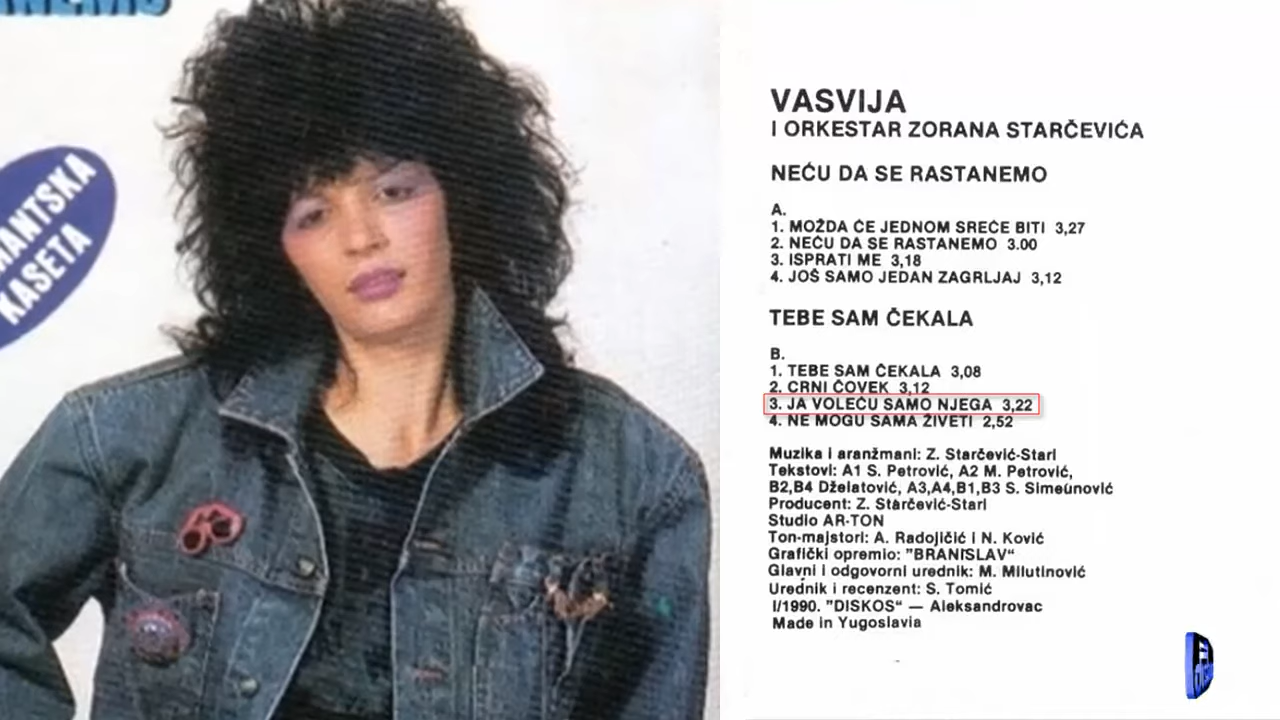 KASETA
VASVIJA
I ORKESTAR ZORANA STARČEVIĆA
NEĆU DA SE RASTANEMO
A.
1. MOŽDA ĆE JEDNOM SREĆE BITI 3,27
2. NEĆU DA SE RASTANEMO 3.00
3. ISPRATI ME 3,18
4. JOŠ SAMO JEDAN ZAGRLJAJ 3,12
TEBE SAM ČEKALA
B.
1. TEBE SAM ČEKALA 3,08
2. CRNI ČOVEK 3,12
3. JA VOLEĆU SAMO NJEGA 3,22
4. NE MOGU SAMA ŽIVETI 2,52
Muzika i aranžmani: Z. Starčević-Starl
Tekstovi: A1 S. Petrović, A2 M. Petrović,
B2,B4 Dželatović, A3,A4,B1,B3 S. Simeunović
Producent: Z. Starčević-Starl
Studio AR-TON
Ton-majstori: A. Radojičić i N. Ković
Grafički opremio: "BRANISLAV"
Glavni i odgovorni urednik: M. Milutinović
Urednik i recenzent: S. Tomić
I/1990. "DISKOS" — Aleksandrovac
Made in Yugoslavia